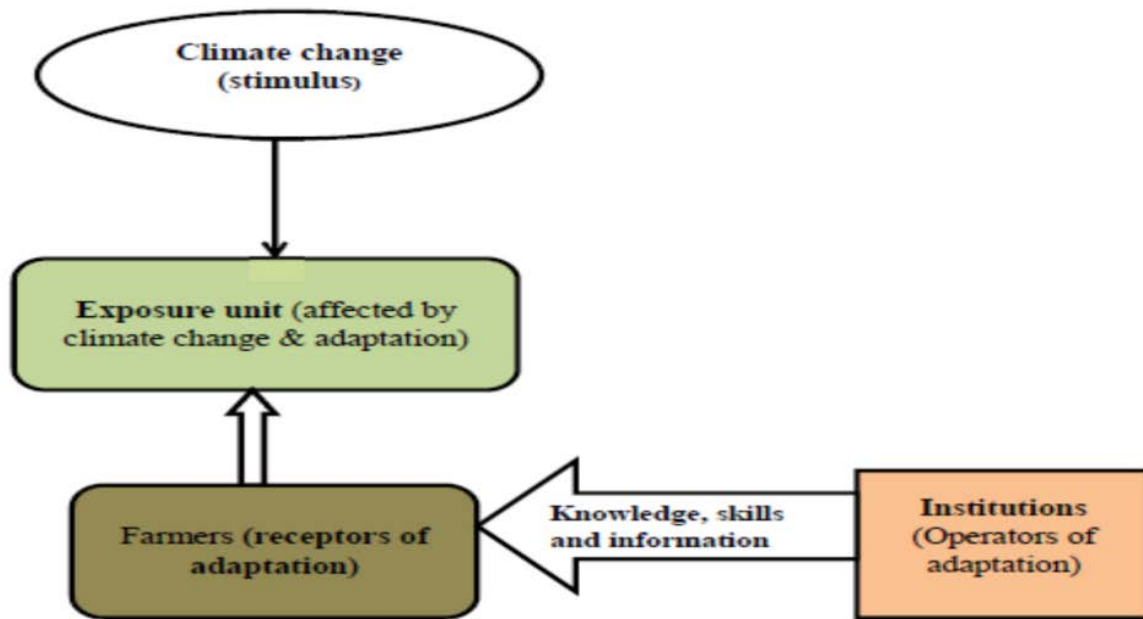 Climate change
(stimulus)
Exposure unit (affected by
climate change & adaptation)
Farmers (receptors of
adaptation)
Knowledge, skills
and information
Institutions
(Operators of
adaptation)